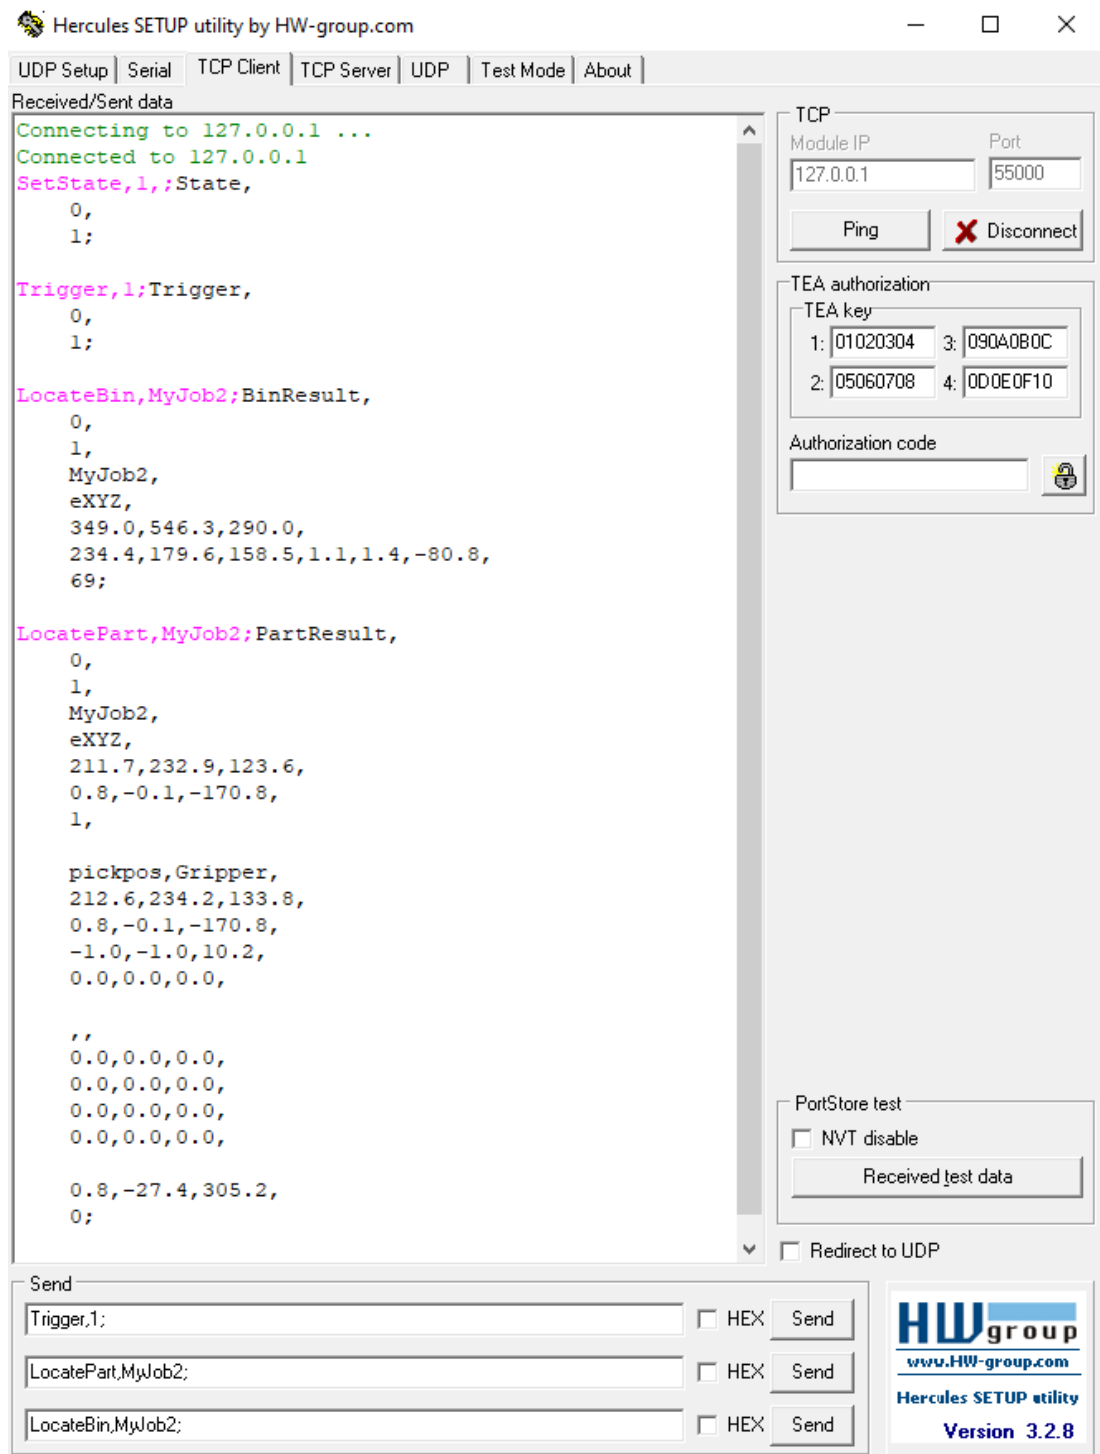 Hercules SETUP utility by HW-group.com
UDP Setup Serial TCP Client TCP Server UDP Test Mode About
Received/Sent data
Connecting to 127.0.0.1 ...
Connected to 127.0.0.1
SetState,1,;State,
0,
1;
Trigger,1;Trigger,
0,
1;
LocateBin,MyJob2;BinResult,
0,
1,
MyJob2,
eXYZ,
349.0,546.3,290.0,
234.4,179.6,158.5,1.1,1.4,-80.8,
69;
LocatePart,MyJob2;PartResult,
0,
1,
MyJob2,
eXYZ,
211.7,232.9,123.6,
0.8,-0.1,-170.8,
1,
pickpos,Gripper,
212.6,234.2,133.8,
0.8,-0.1,-170.8,
-1.0,-1.0,10.2,
0.0,0.0,0.0,
,,
0.0,0.0,0.0,
0.0,0.0,0.0,
0.0,0.0,0.0,
0.0,0.0,0.0,
0.8,-27.4,305.2,
0;
TCP
Module IP Port
127.0.0.1 55000
Ping Disconnect
TEA authorization
TEA key
1: 01020304 3: 090A0B0C
2: 05060708 4: 0D0E0F10
Authorization code
PortStore test
NVT disable
Received test data
Redirect to UDP
Send
Trigger,1; HEX Send
LocatePart,MyJob2; HEX Send
LocateBin,MyJob2; HEX Send
HW group
www.HW-group.com
Hercules SETUP utility
Version 3.2.8